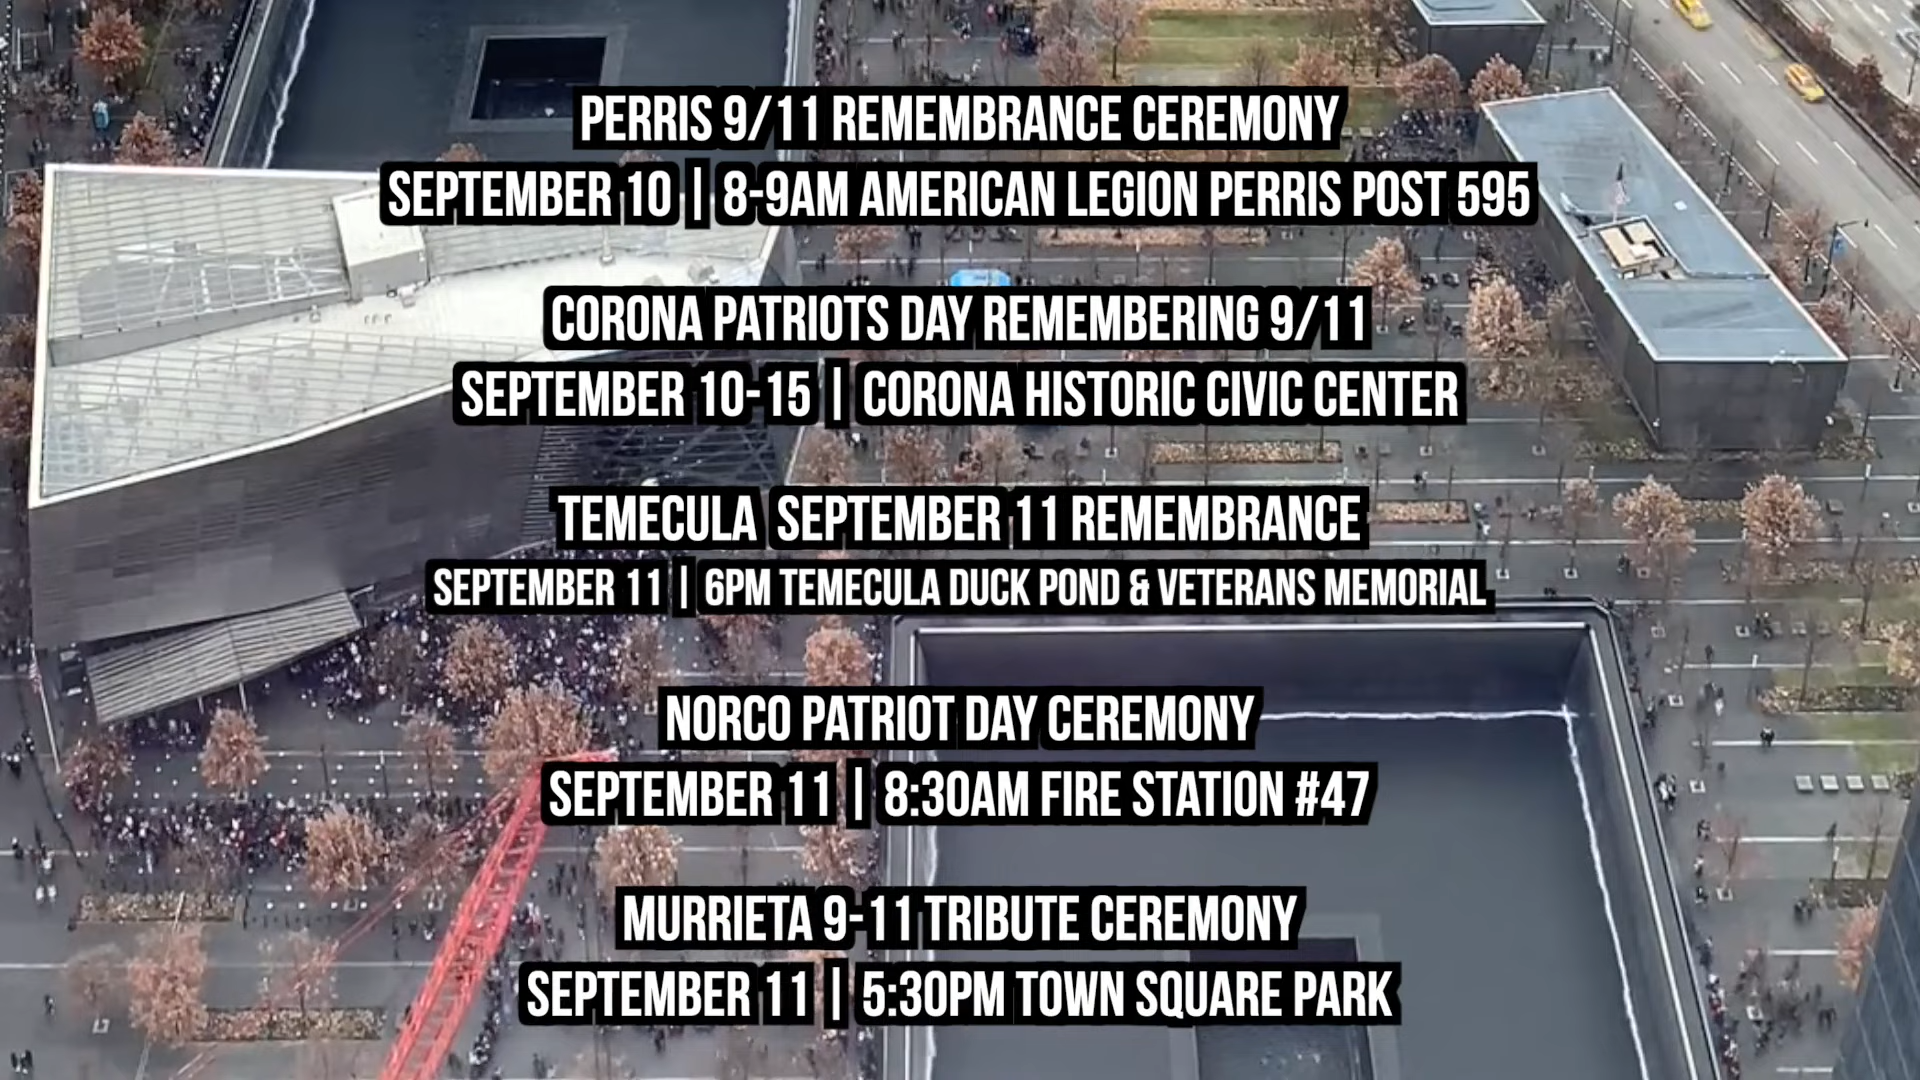 PERRIS 9/11 REMEMBRANCE CEREMONY
SEPTEMBER 10 | 8-9AM AMERICAN LEGION PERRIS POST 595
CORONA PATRIOTS DAY REMEMBERING 9/11
SEPTEMBER 10-15 | CORONA HISTORIC CIVIC CENTER
TEMECULA SEPTEMBER 11 REMEMBRANCE
SEPTEMBER 11 | 6PM TEMECULA DUCK POND & VETERANS MEMORIAL
NORCO PATRIOT DAY CEREMONY
SEPTEMBER 11 | 8:30AM FIRE STATION #47
MURRIETA 9-11 TRIBUTE CEREMONY
SEPTEMBER 11 | 5:30PM TOWN SQUARE PARK